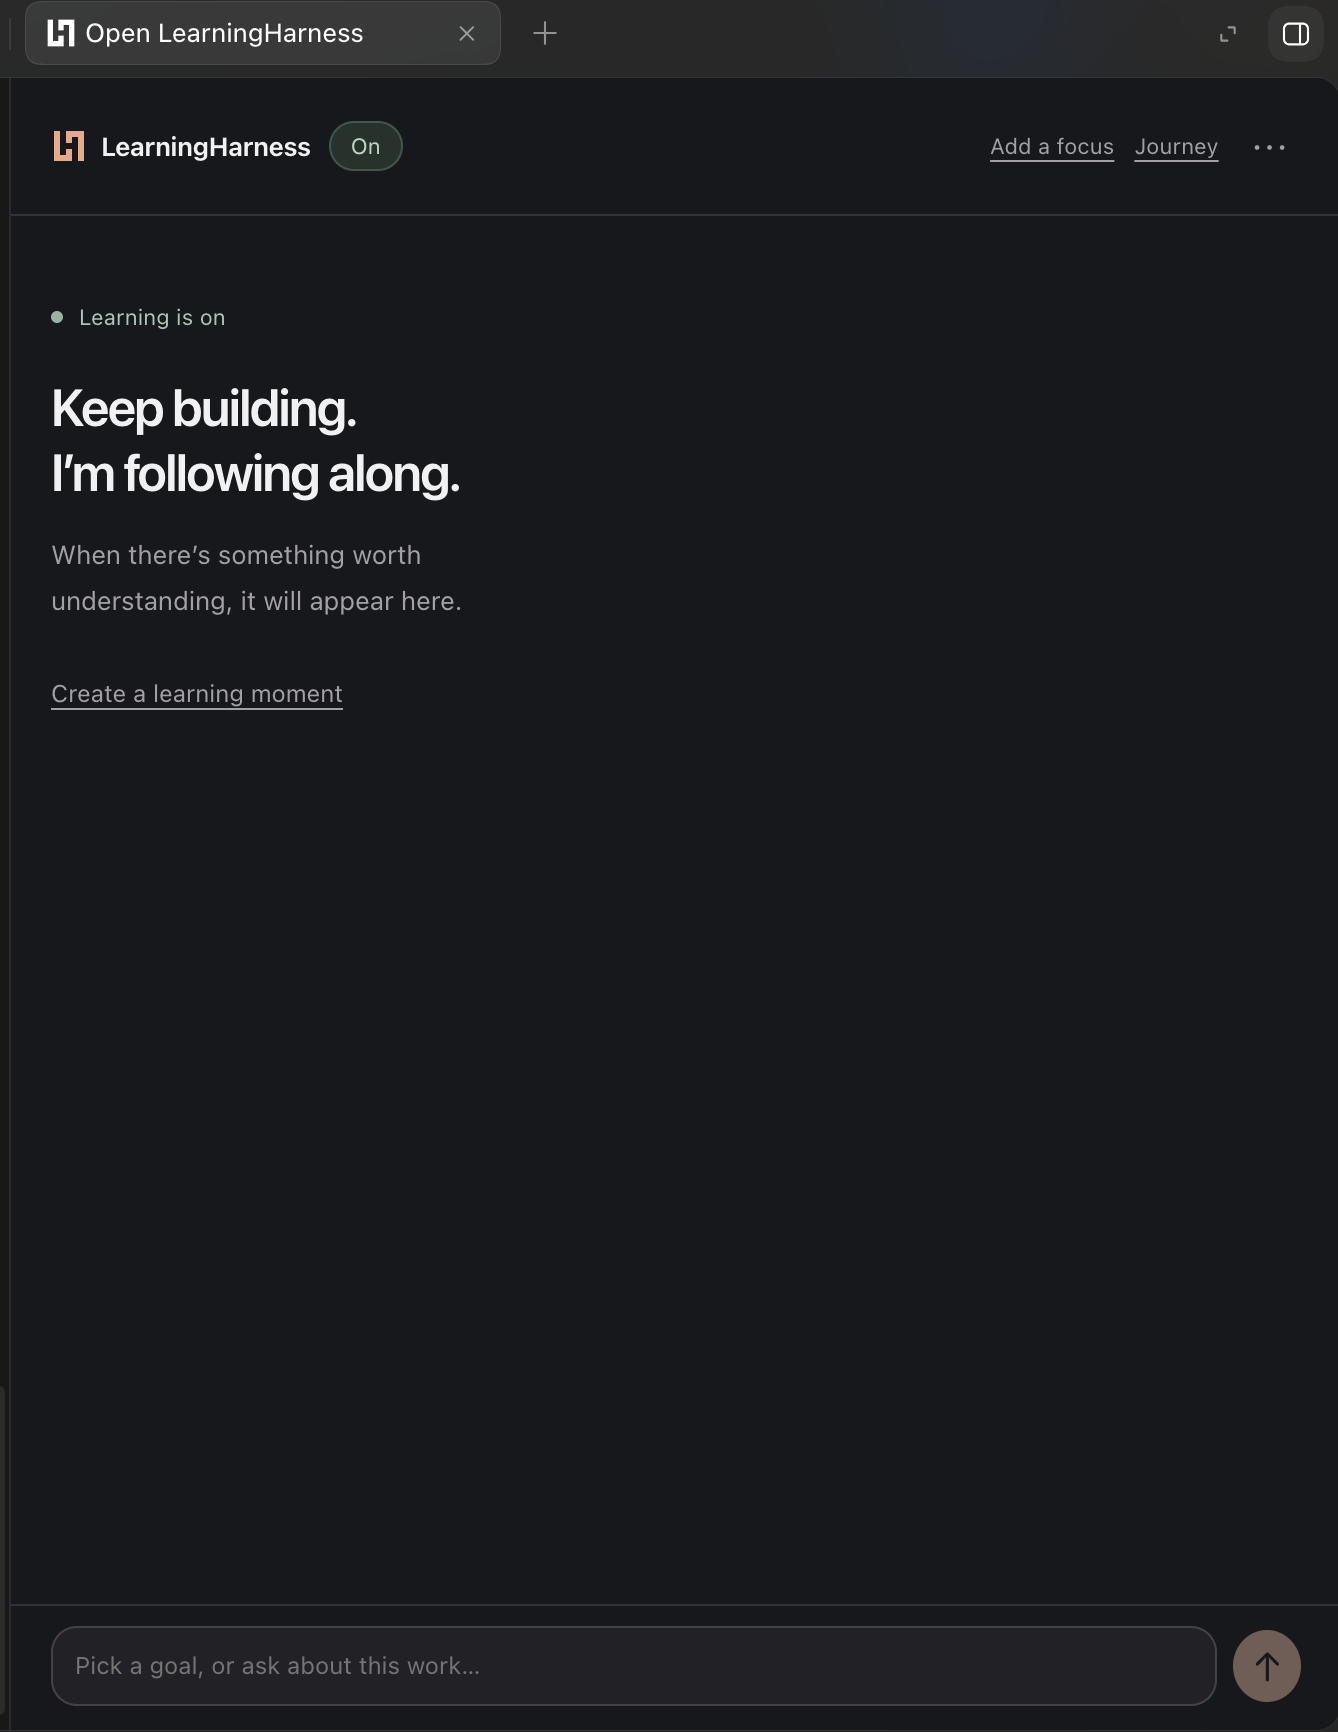 Open LearningHarness
LearningHarness
On
Add a focus
Journey
Learning is on
Keep building.
I’m following along.
When there’s something worth
understanding, it will appear here.
Create a learning moment
Pick a goal, or ask about this work...